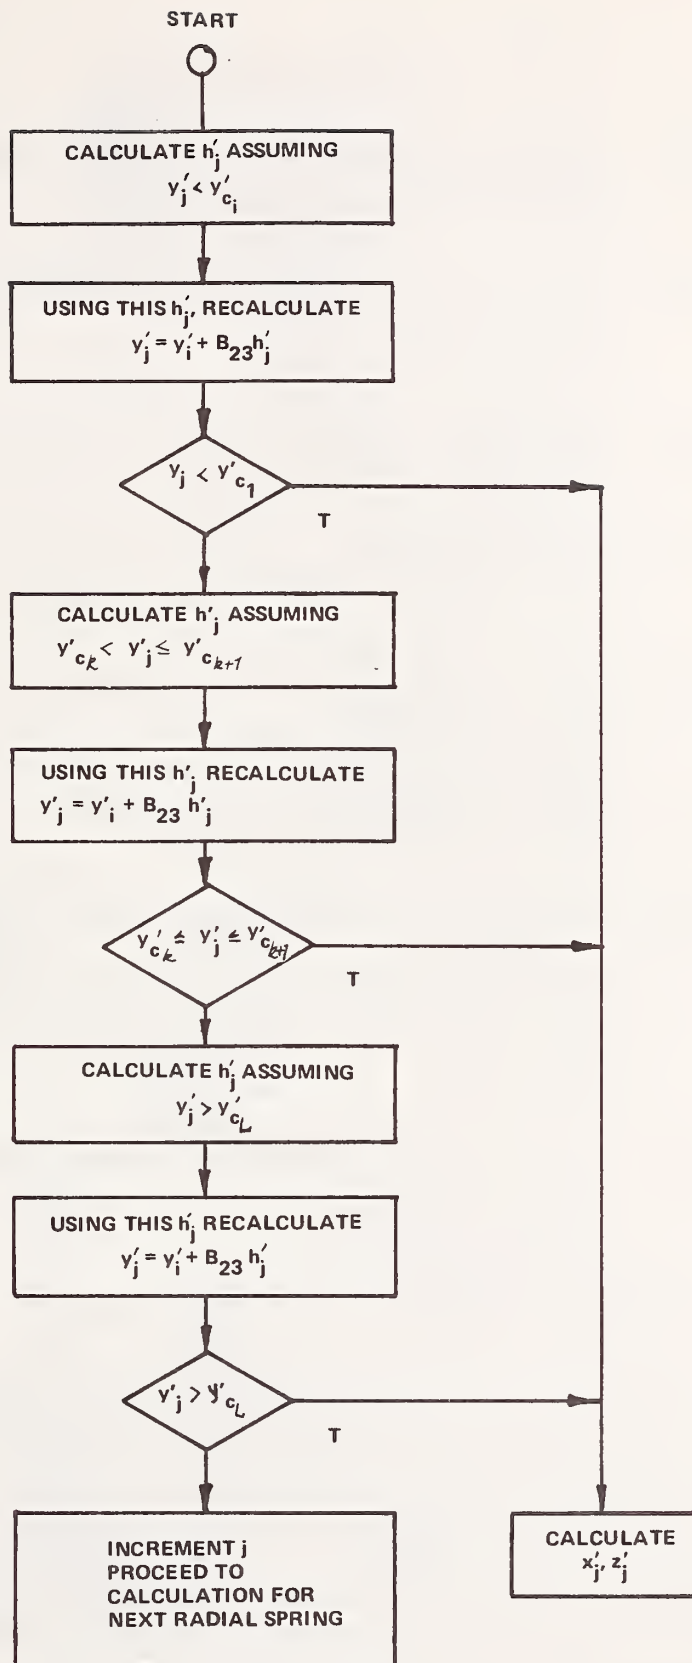 START
CALCULATE h'j ASSUMING
y'j < y'ci
USING THIS h'j, RECALCULATE
y'j = y'i + B23h'j
yj < y'c1
T
CALCULATE h'j ASSUMING
y'ck < y'j ≤ y'ck+1
USING THIS h'j RECALCULATE
y'j = y'i + B23 h'j
y'ck ≤ y'j ≤ y'ck+1
T
CALCULATE h'j ASSUMING
y'j > y'cL
USING THIS h'j RECALCULATE
y'j = y'i + B23 h'j
y'j > y'cL
T
INCREMENT j
PROCEED TO
CALCULATION FOR
NEXT RADIAL SPRING
CALCULATE
x'j, z'j